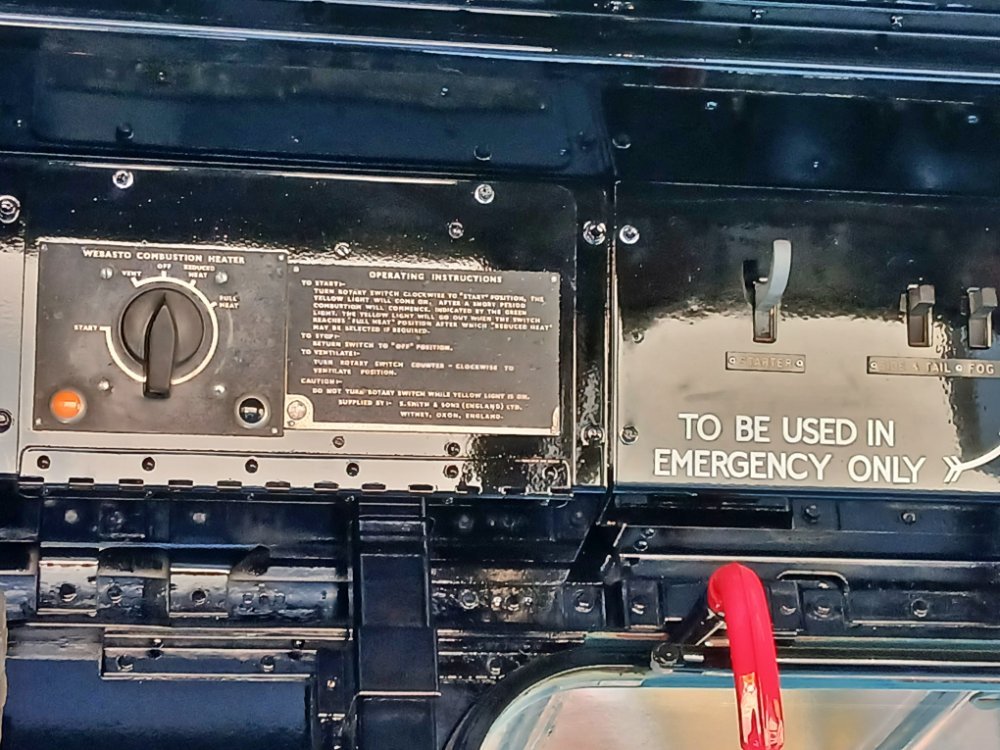 WEBASTO COMBUSTION HEATER
OFF
VENT
REDUCED
HEAT
FULL
HEAT
START
OPERATING INSTRUCTIONS
TO START:-
TURN ROTARY SWITCH CLOCKWISE TO "START" POSITION, THE
YELLOW LIGHT WILL COME ON. AFTER A SHORT PERIOD
COMBUSTION WILL COMMENCE. INDICATED BY THE GREEN
LIGHT. THE YELLOW LIGHT WILL GO OUT WHEN THE SWITCH
REACHES "FULL HEAT" POSITION AFTER WHICH "REDUCED HEAT"
MAY BE SELECTED IF REQUIRED.
TO STOP:-
RETURN SWITCH TO "OFF" POSITION.
TO VENTILATE:-
TURN ROTARY SWITCH COUNTER-CLOCKWISE TO
VENTILATE POSITION.
CAUTION:-
DO NOT TURN ROTARY SWITCH WHILE YELLOW LIGHT IS ON.
SUPPLIED BY:- S. SMITH & SONS (ENGLAND) LTD.
WITNEY, OXON, ENGLAND.
STARTER
SIDE & TAIL
FOG
TO BE USED IN
EMERGENCY ONLY